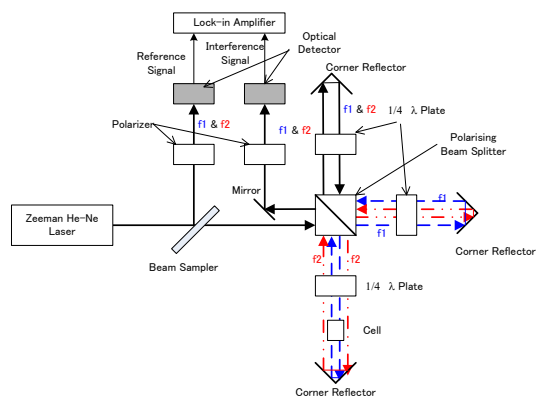 Lock-in Amplifier
Reference
Signal
Interference
Signal
Optical
Detector
Corner Reflector
f1 & f2
f1 & f2
f1 & f2
1/4 λ Plate
Polarizer
Polarising
Beam Splitter
Mirror
f1
Zeeman He-Ne
Laser
f1
Corner Reflector
Beam Sampler
f2
f2
1/4 λ Plate
Cell
Corner Reflector